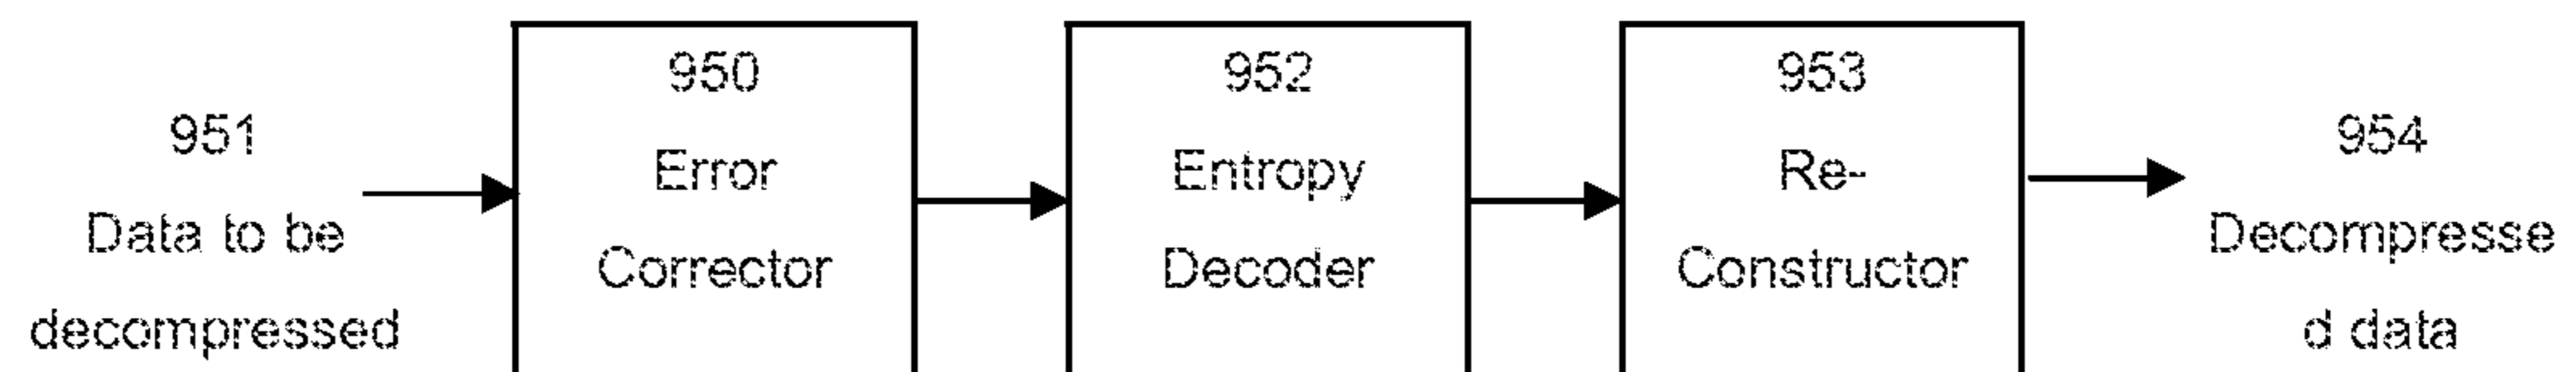 951
Data to be
decompressed
950
Error
Corrector
952
Entropy
Decoder
953
Re-
Constructor
954
Decompresse
d data